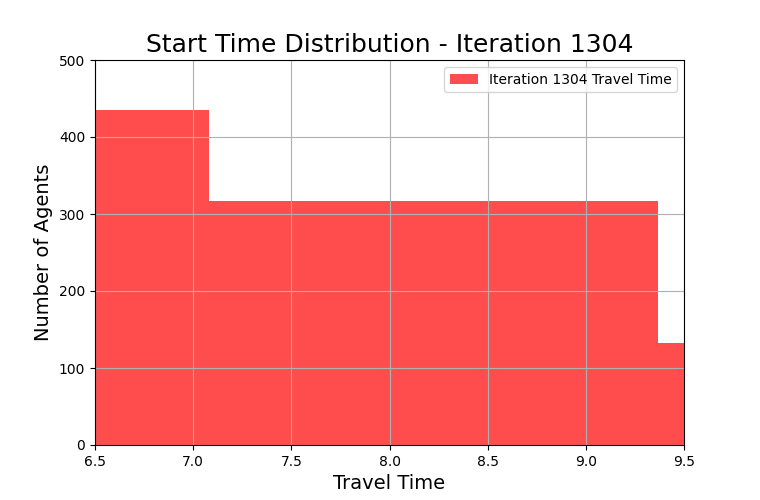 Start Time Distribution - Iteration 1304
Iteration 1304 Travel Time
Number of Agents
500
400
300
200
100
0
6.5 7.0 7.5 8.0 8.5 9.0 9.5
Travel Time